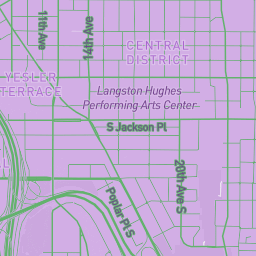 11th Ave
14th Ave
CENTRAL
DISTRICT
YESLER
TERRACE
Langston Hughes
Performing Arts Center
S Jackson Pl
20th Ave S
Poplar Pl S